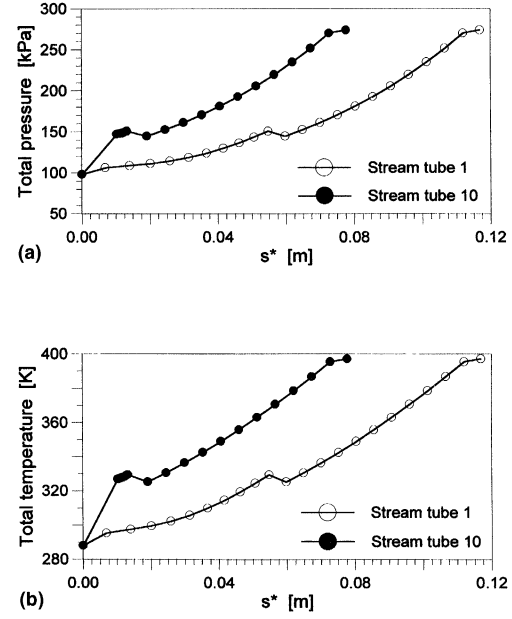 300
250
200
150
100
50
Total pressure [kPa]
Stream tube 1
Stream tube 10
0.00
0.04
0.08
0.12
s* [m]
(a)
400
360
320
280
Total temperature [K]
Stream tube 1
Stream tube 10
0.00
0.04
0.08
0.12
s* [m]
(b)